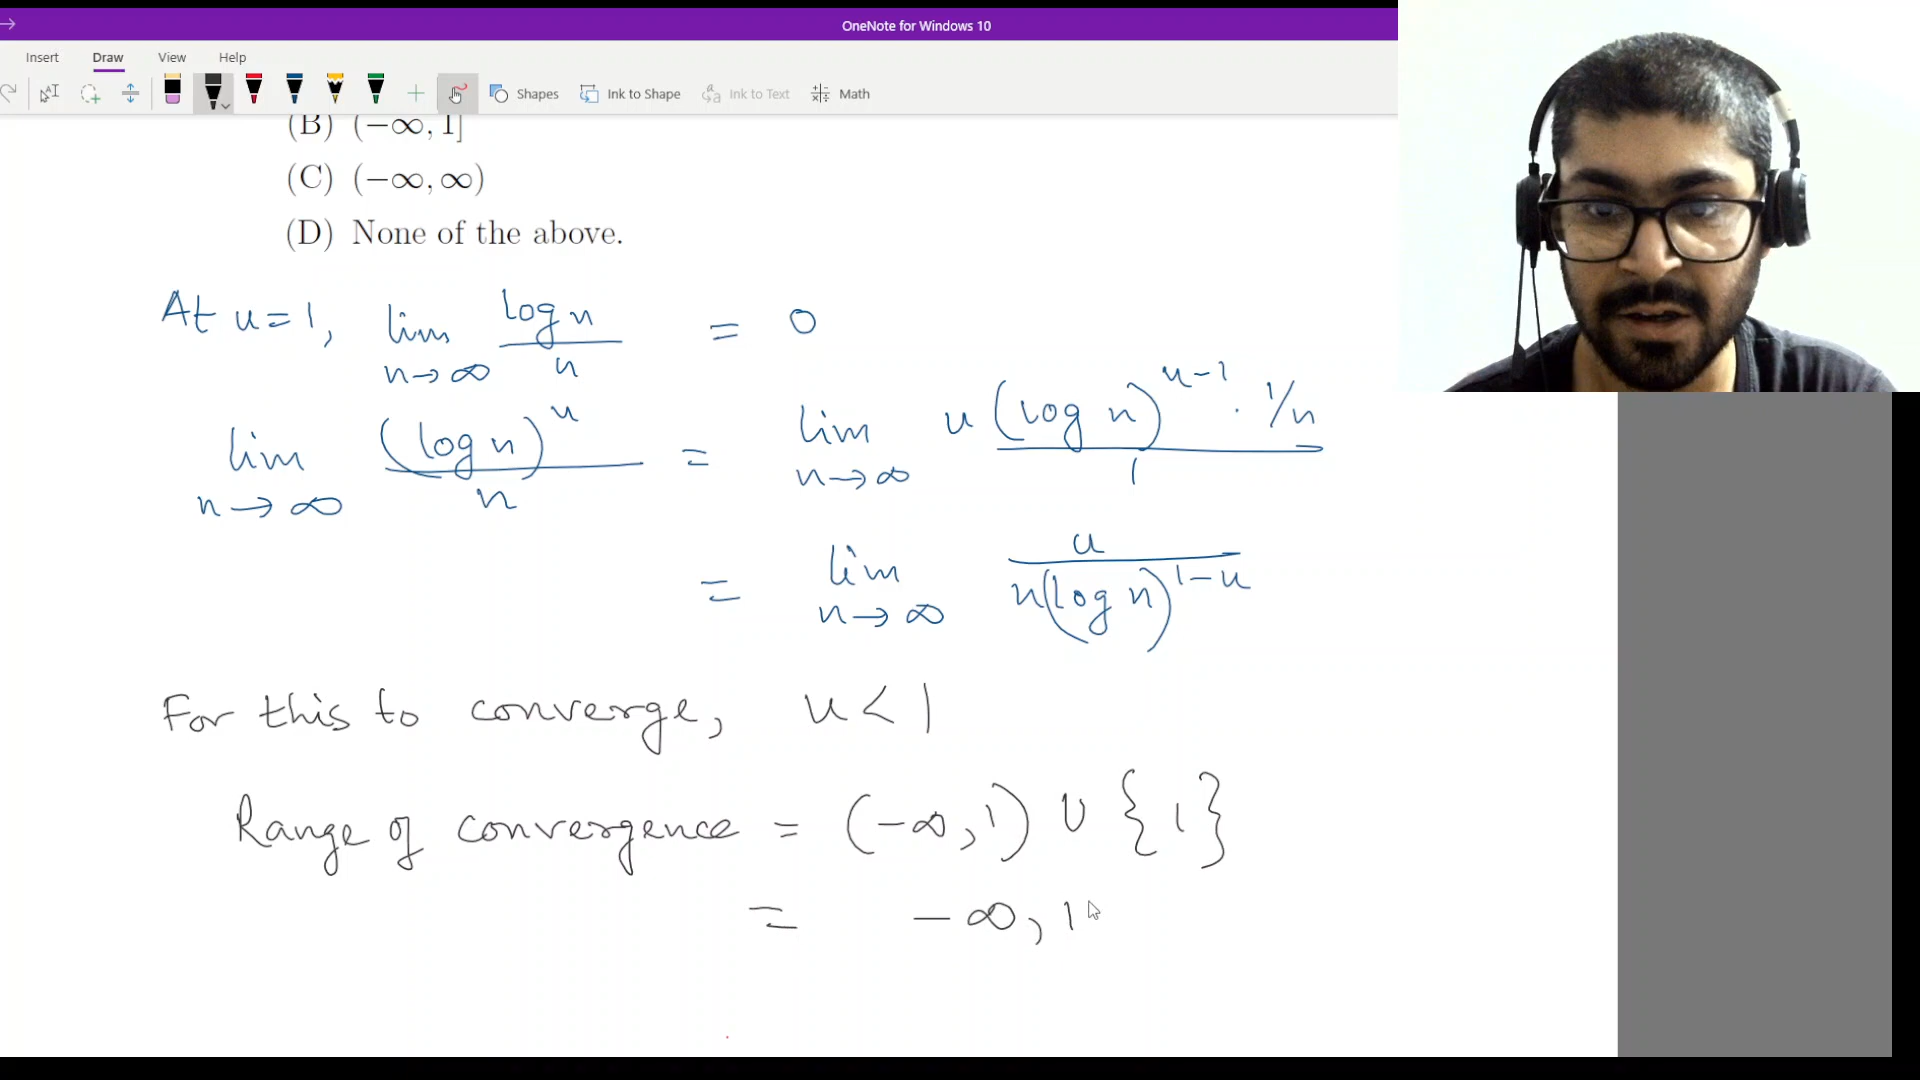 OneNote for Windows 10
Insert Draw View Help
Shapes Ink to Shape Ink to Text Math
(B) (−∞, 1]
(C) (−∞, ∞)
(D) None of the above.
At u = 1, lim n→∞ log n / n = 0
lim n→∞ (log n)^u / n = lim n→∞ u (log n)^{u−1} · 1/n / 1
= lim n→∞ u / n(log n)^{1−u}
For this to converge, u < 1
Range of convergence = (−∞, 1) ∪ {1}
= −∞, 1